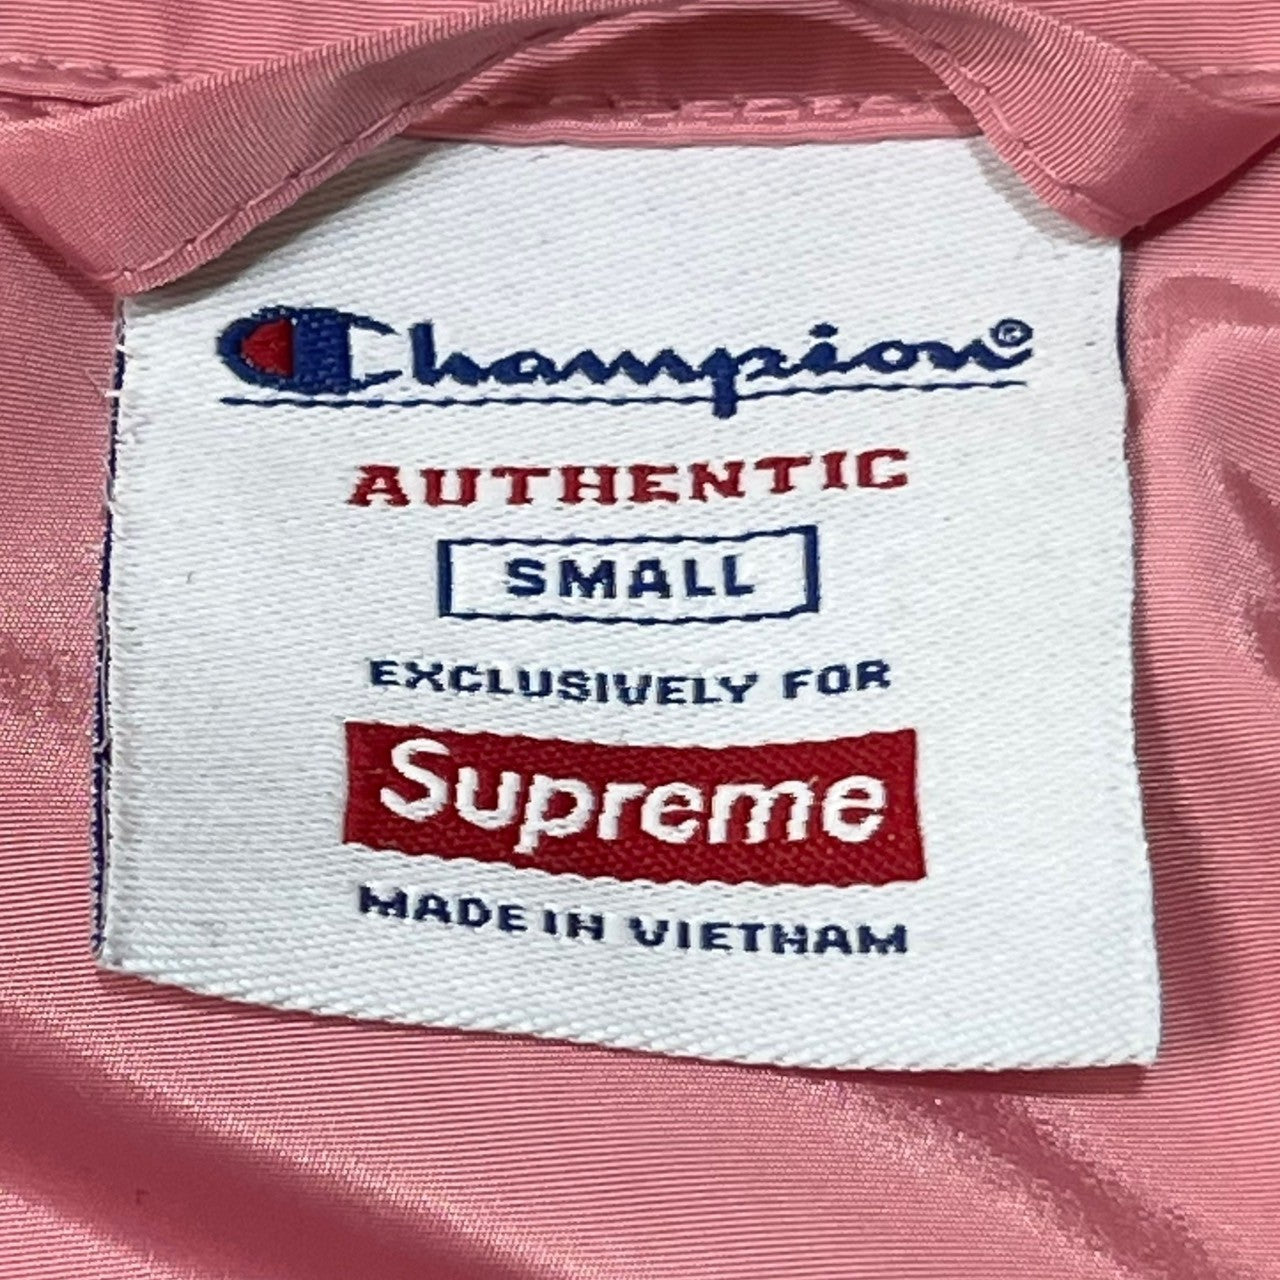 Champion®
AUTHENTIC
SMALL
EXCLUSIVELY FOR
Supreme
MADE IN VIETNAM